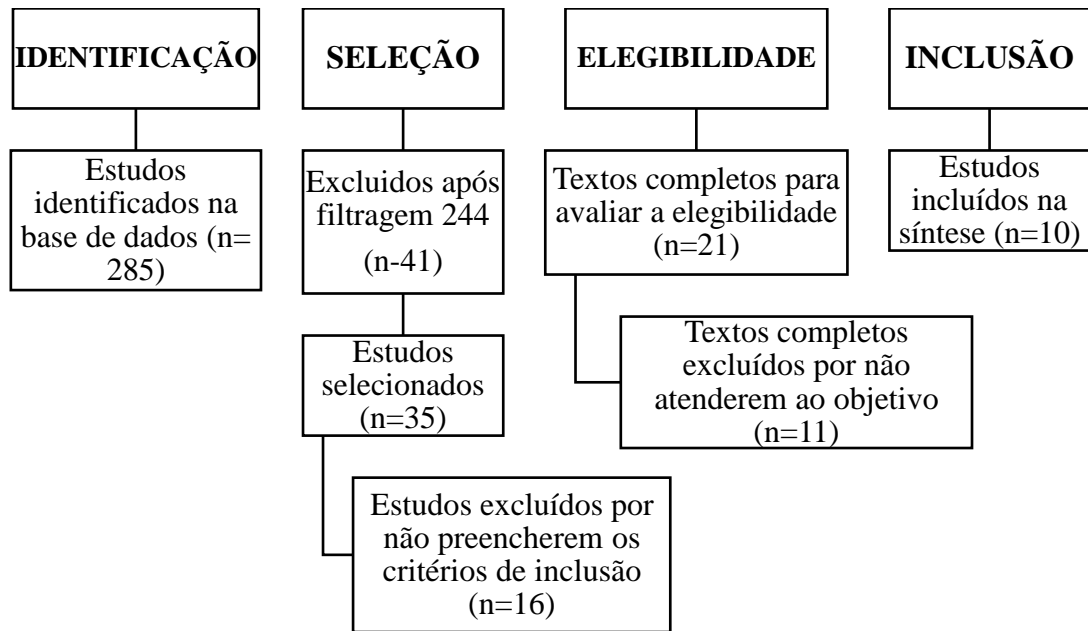 IDENTIFICAÇÃO
Estudos
identificados na
base de dados (n=
285)
SELEÇÃO
Excluidos após
filtragem 244
(n-41)
Estudos
selecionados
(n=35)
Estudos excluídos por
não preencherem os
critérios de inclusão
(n=16)
ELEGIBILIDADE
Textos completos para
avaliar a elegibilidade
(n=21)
Textos completos
excluídos por não
atenderem ao objetivo
(n=11)
INCLUSÃO
Estudos
incluídos na
síntese (n=10)